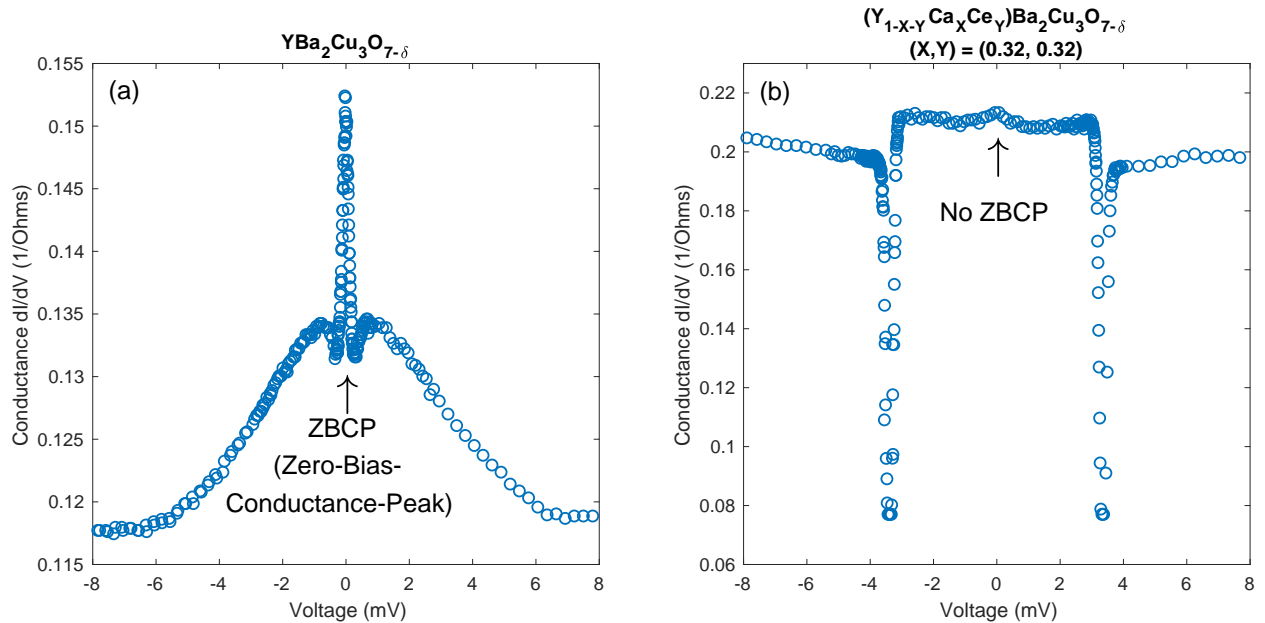 YBa₂Cu₃O₇₋δ
(a)
0.155
0.15
0.145
0.14
0.135
0.13
0.125
0.12
0.115
Conductance dI/dV (1/Ohms)
ZBCP
(Zero-Bias-
Conductance-Peak)
-8 -6 -4 -2 0 2 4 6 8
Voltage (mV)
(Y₁₋X₋YCaXCeY)Ba₂Cu₃O₇₋δ
(X,Y) = (0.32, 0.32)
(b)
0.22
0.2
0.18
0.16
0.14
0.12
0.1
0.08
0.06
Conductance dI/dV (1/Ohms)
No ZBCP
-8 -6 -4 -2 0 2 4 6 8
Voltage (mV)